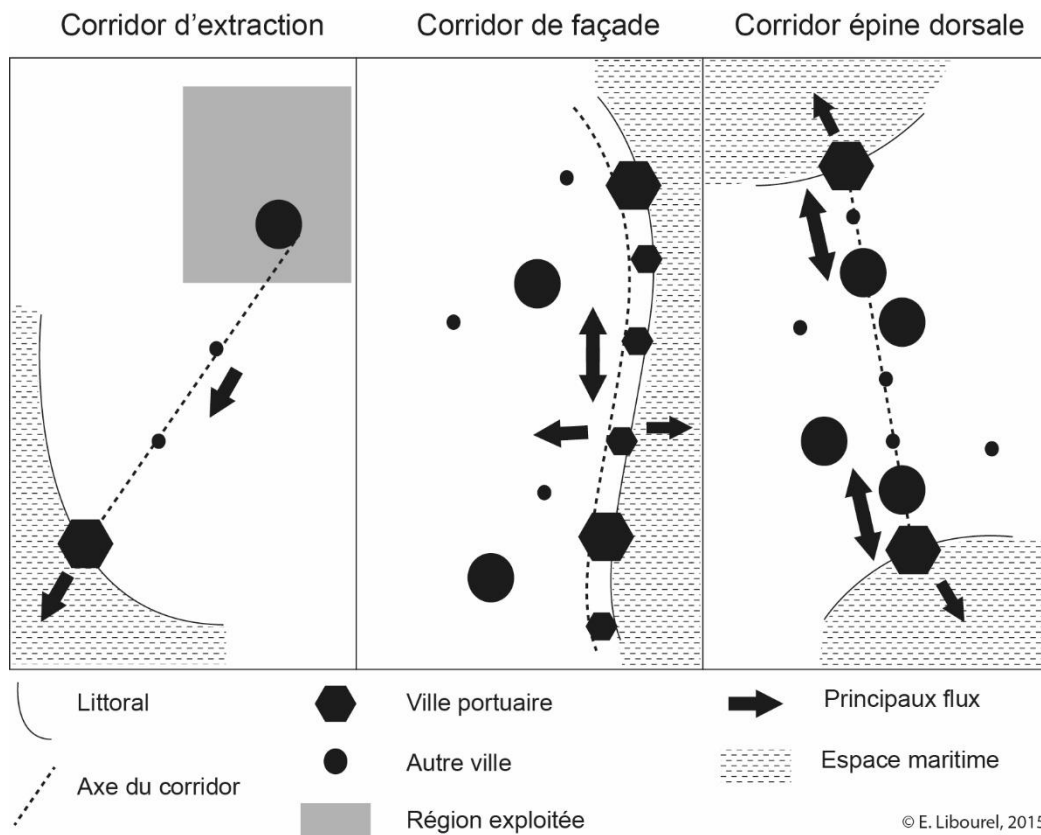 Corridor d'extraction
Corridor de façade
Corridor épine dorsale
Littoral
Axe du corridor
Ville portuaire
Autre ville
Région exploitée
Principaux flux
Espace maritime
© E. Libourel, 2015